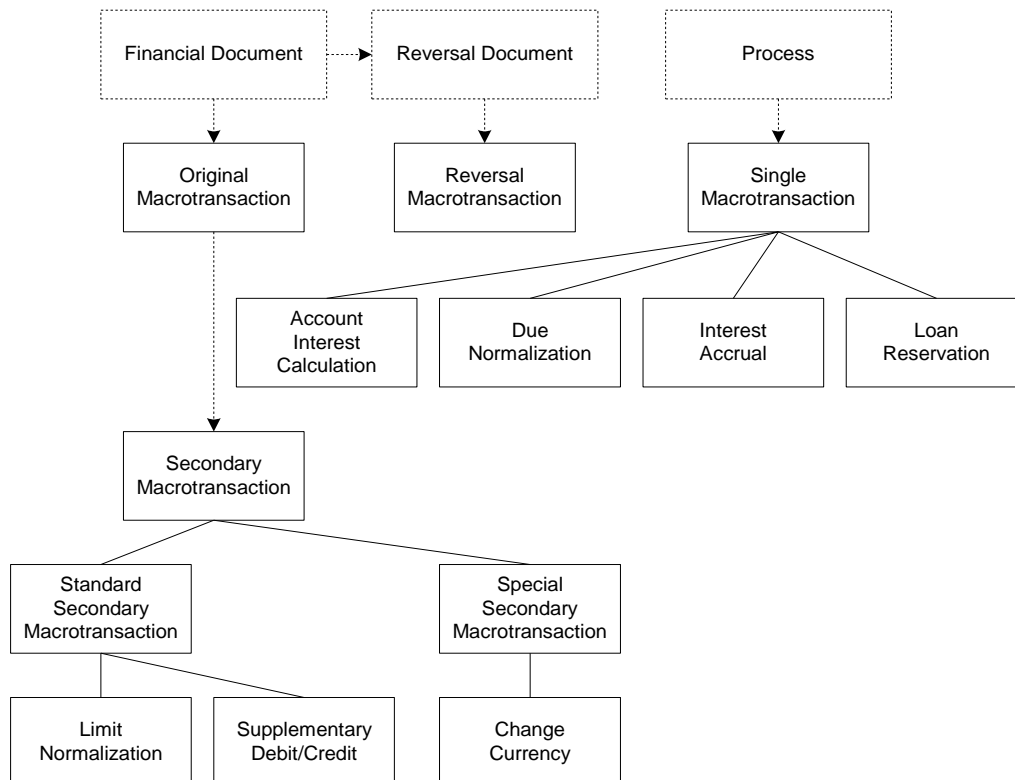 Financial Document
Reversal Document
Process
Original
Macrotransaction
Reversal
Macrotransaction
Single
Macrotransaction
Account
Interest
Calculation
Due
Normalization
Interest
Accrual
Loan
Reservation
Secondary
Macrotransaction
Standard
Secondary
Macrotransaction
Special
Secondary
Macrotransaction
Limit
Normalization
Supplementary
Debit/Credit
Change
Currency